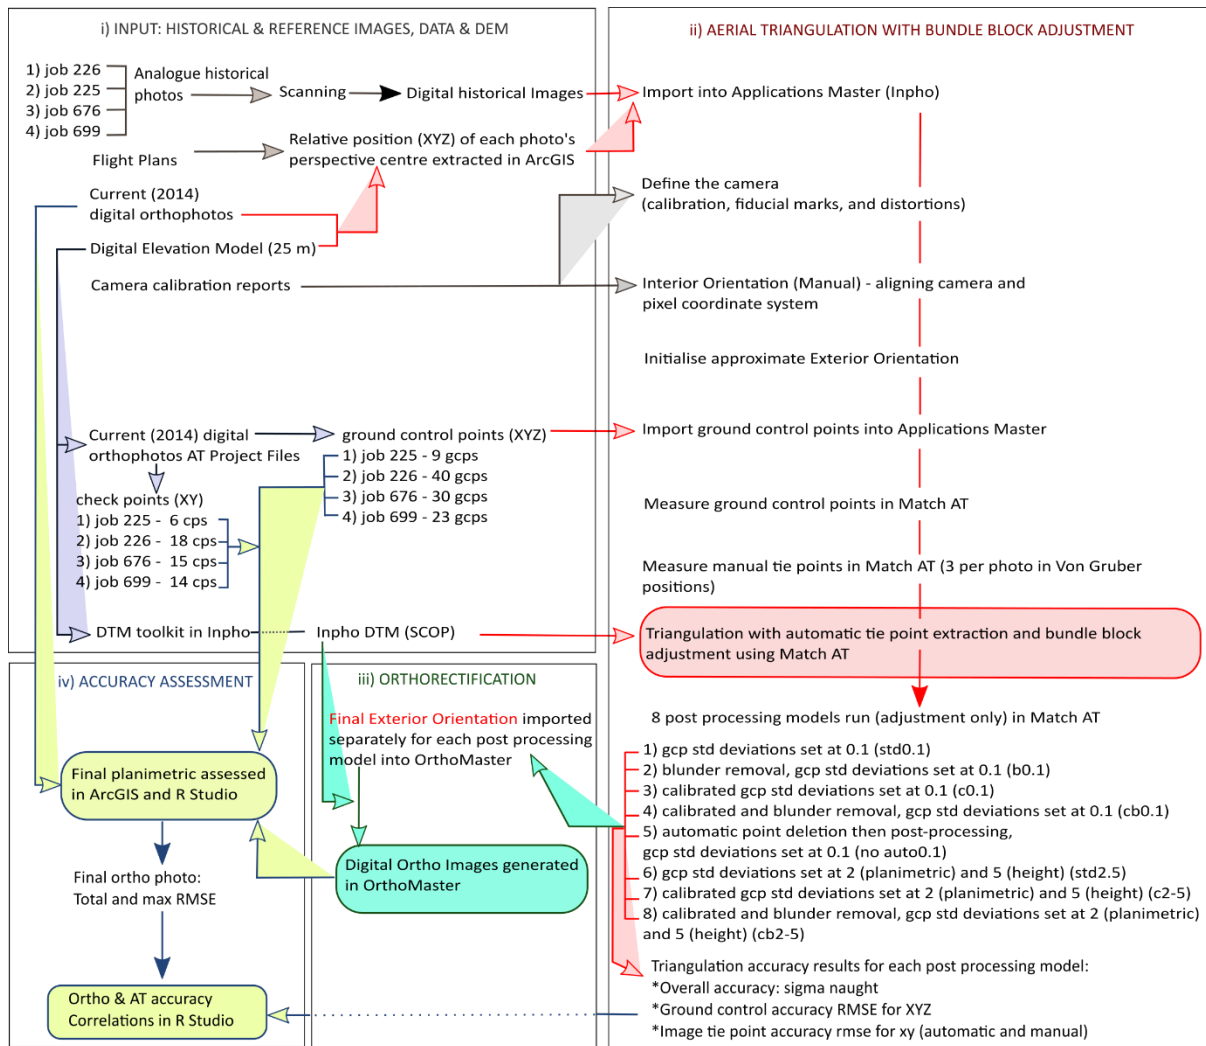 i) INPUT: HISTORICAL & REFERENCE IMAGES, DATA & DEM
1) job 226
2) job 225
3) job 676
4) job 699
Analogue historical
photos
Scanning
Digital historical Images
Flight Plans
Relative position (XYZ) of each photo's
perspective centre extracted in ArcGIS
Current (2014)
digital orthophotos
Digital Elevation Model (25 m)
Camera calibration reports
Current (2014) digital
orthophotos AT Project Files
ground control points (XYZ)
1) job 225 - 9 gcps
2) job 226 - 40 gcps
3) job 676 - 30 gcps
4) job 699 - 23 gcps
check points (XY)
1) job 225 - 6 cps
2) job 226 - 18 cps
3) job 676 - 15 cps
4) job 699 - 14 cps
DTM toolkit in Inpho
Inpho DTM (SCOP)
ii) AERIAL TRIANGULATION WITH BUNDLE BLOCK ADJUSTMENT
Import into Applications Master (Inpho)
Define the camera
(calibration, fiducial marks, and distortions)
Interior Orientation (Manual) - aligning camera and
pixel coordinate system
Initialise approximate Exterior Orientation
Import ground control points into Applications Master
Measure ground control points in Match AT
Measure manual tie points in Match AT (3 per photo in Von Gruber
positions)
Triangulation with automatic tie point extraction and bundle block
adjustment using Match AT
8 post processing models run (adjustment only) in Match AT
1) gcp std deviations set at 0.1 (std0.1)
2) blunder removal, gcp std deviations set at 0.1 (b0.1)
3) calibrated gcp std deviations set at 0.1 (c0.1)
4) calibrated and blunder removal, gcp std deviations set at 0.1 (cb0.1)
5) automatic point deletion then post-processing,
gcp std deviations set at 0.1 (no auto0.1)
6) gcp std deviations set at 2 (planimetric) and 5 (height) (std2.5)
7) calibrated gcp std deviations set at 2 (planimetric) and 5 (height) (c2-5)
8) calibrated and blunder removal, gcp std deviations set at 2 (planimetric)
and 5 (height) (cb2-5)
Triangulation accuracy results for each post processing model:
*Overall accuracy: sigma naught
*Ground control accuracy RMSE for XYZ
*Image tie point accuracy rmse for xy (automatic and manual)
iii) ORTHORECTIFICATION
Final Exterior Orientation imported
separately for each post processing
model into OrthoMaster
Digital Ortho Images generated
in OrthoMaster
iv) ACCURACY ASSESSMENT
Final planimetric assessed
in ArcGIS and R Studio
Final ortho photo:
Total and max RMSE
Ortho & AT accuracy
Correlations in R Studio